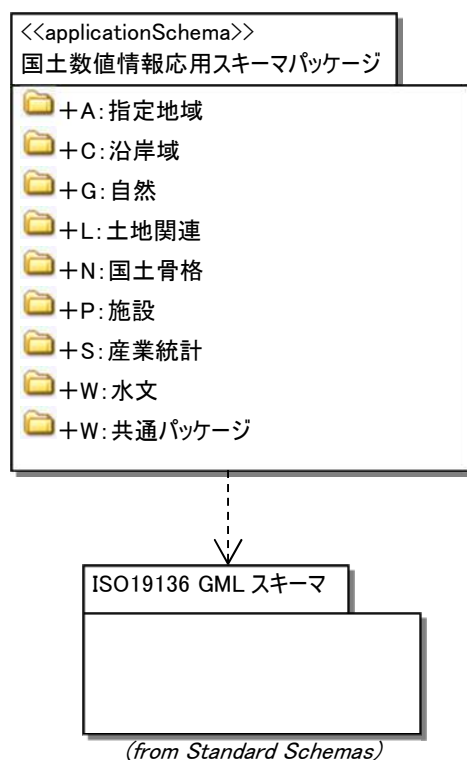 <<applicationSchema>>
国土数値情報応用スキーマパッケージ
+A:指定地域
+C:沿岸域
+G:自然
+L:土地関連
+N:国土骨格
+P:施設
+S:産業統計
+W:水文
+W:共通パッケージ
ISO19136 GML スキーマ
(from Standard Schemas)